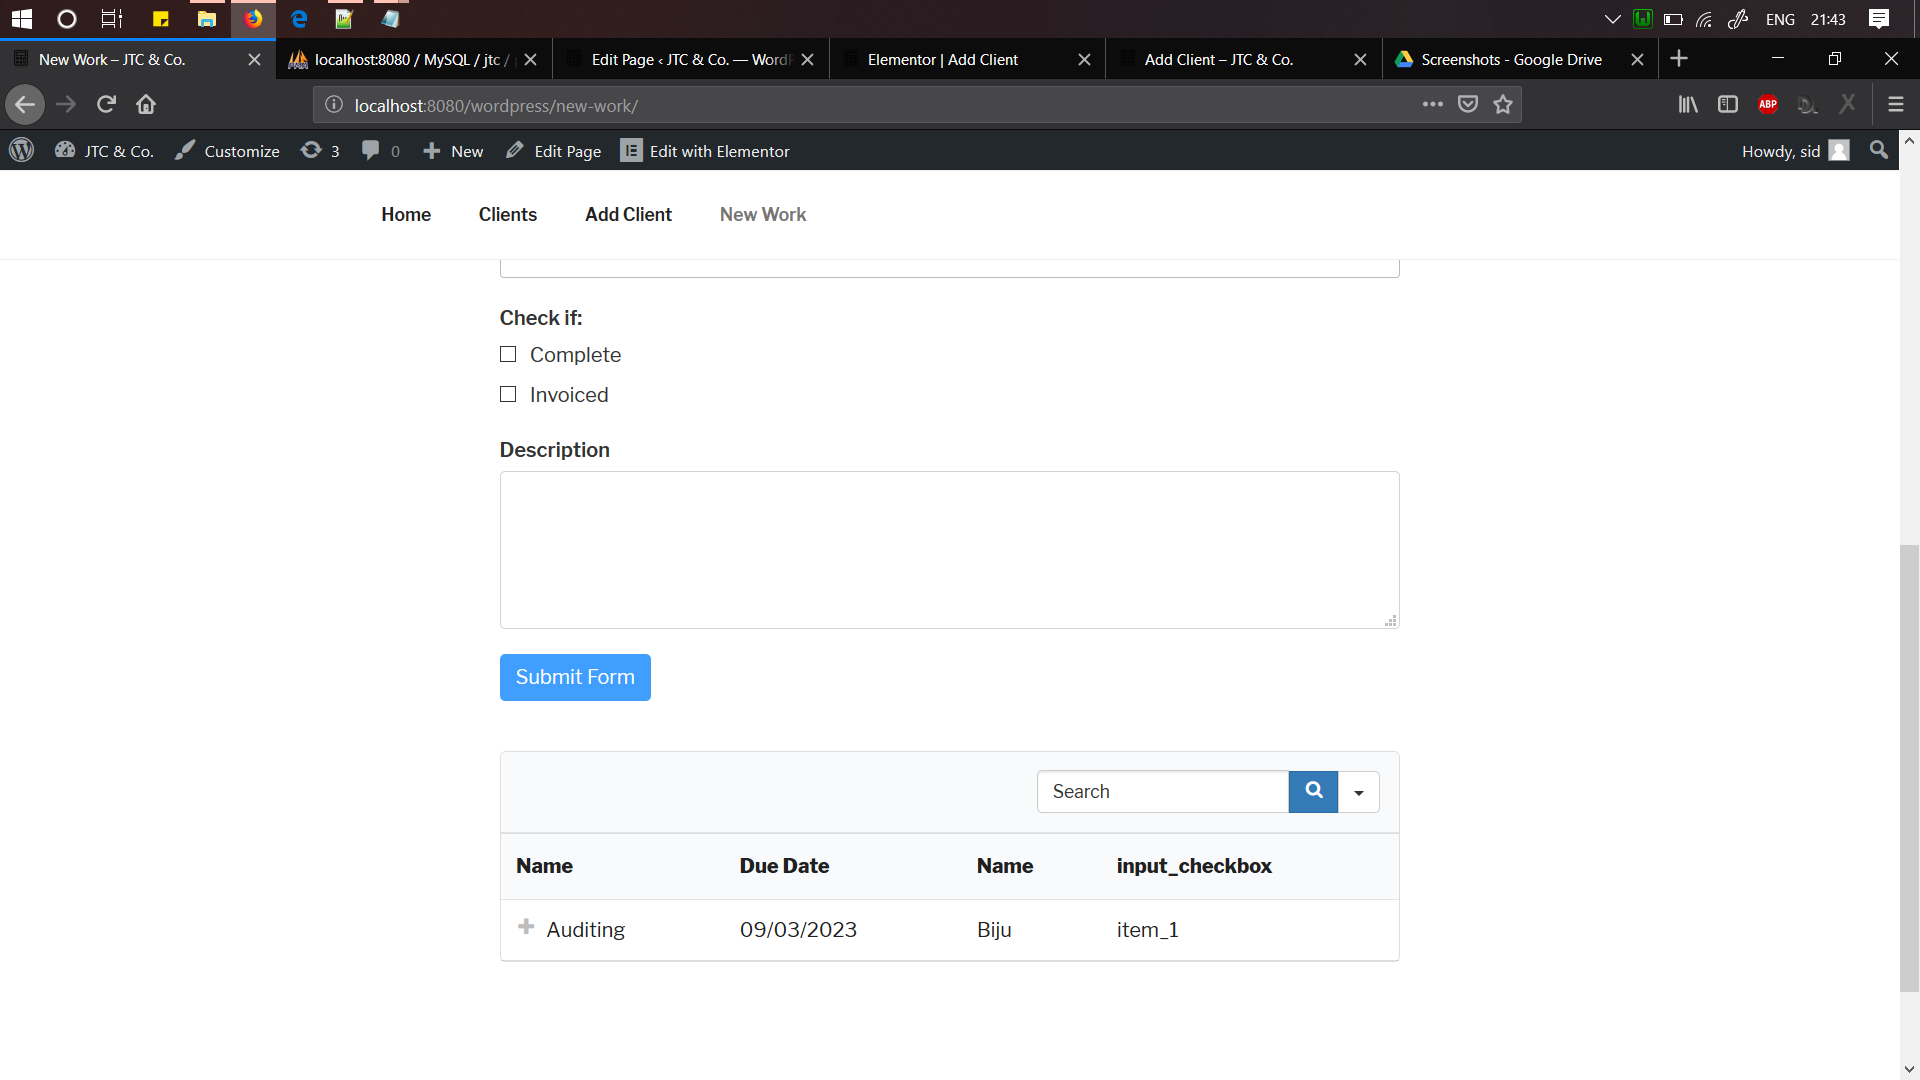 ENG 21:43
New Work – JTC & Co.
localhost:8080 / MySQL / jtc /
Edit Page ‹ JTC & Co. — WordP
Elementor | Add Client
Add Client – JTC & Co.
Screenshots - Google Drive
localhost:8080/wordpress/new-work/
ABP
JTC & Co. Customize 3 0 New Edit Page Edit with Elementor Howdy, sid
Home Clients Add Client New Work
Check if:
Complete
Invoiced
Description
Submit Form
Search
Name Due Date Name input_checkbox
Auditing 09/03/2023 Biju item_1